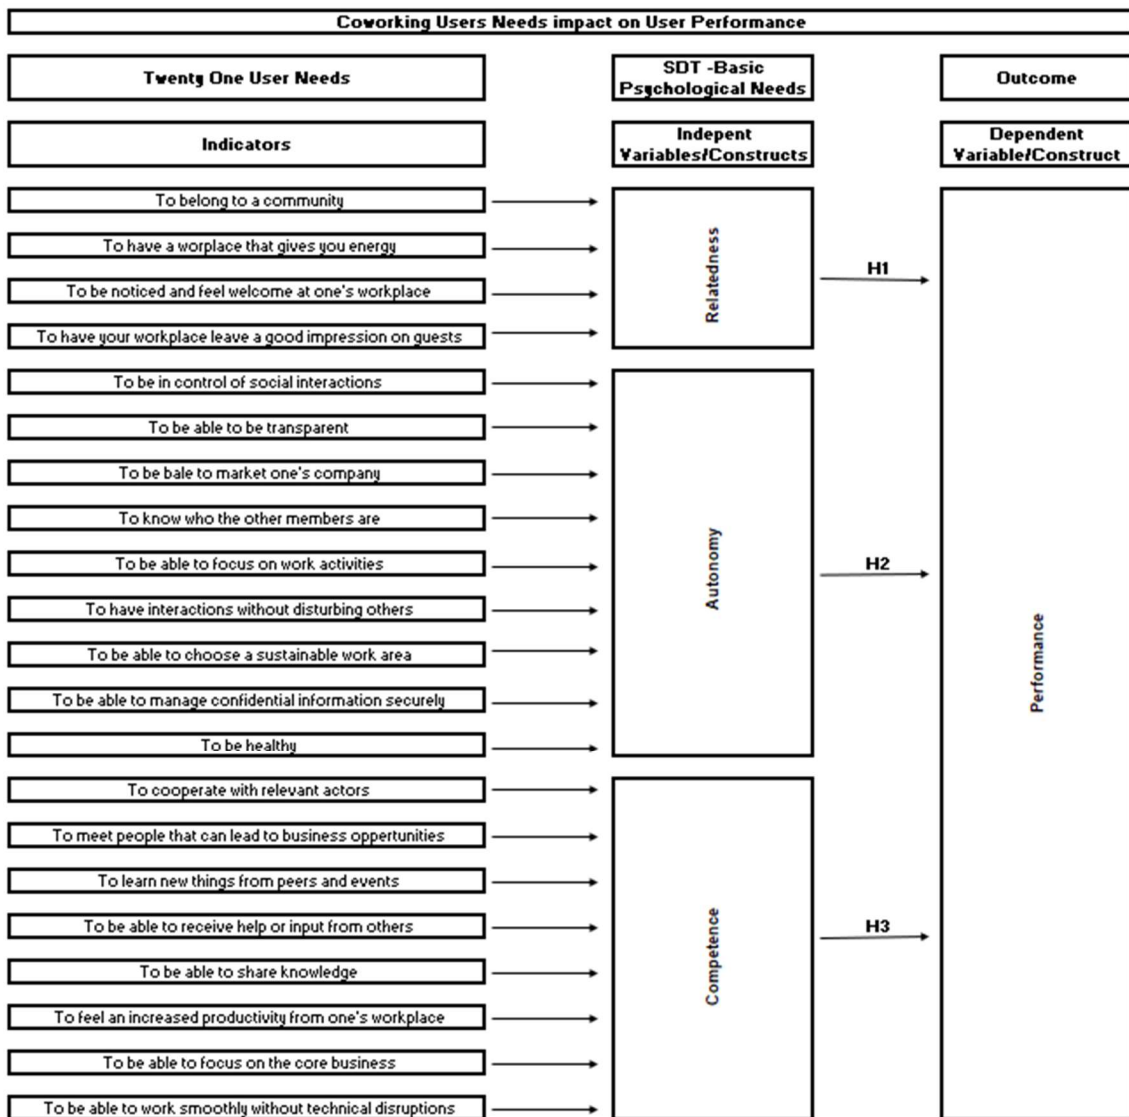 Coworking Users Needs impact on User Performance
Twenty One User Needs
SDT -Basic
Psychological Needs
Outcome
Indicators
Indepent
Variables/Constructs
Dependent
Variable/Construct
To belong to a community
To have a worplace that gives you energy
To be noticed and feel welcome at one's workplace
To have your workplace leave a good impression on guests
Relatedness
H1
To be in control of social interactions
To be able to be transparent
To be bale to market one's company
To know who the other members are
To be able to focus on work activities
To have interactions without disturbing others
To be able to choose a sustainable work area
To be able to manage confidential information securely
To be healthy
Autonomy
H2
To cooperate with relevant actors
To meet people that can lead to business oppertunities
To learn new things from peers and events
To be able to receive help or input from others
To be able to share knowledge
To feel an increased productivity from one's workplace
To be able to focus on the core business
To be able to work smoothly without technical disruptions
Competence
H3
Performance